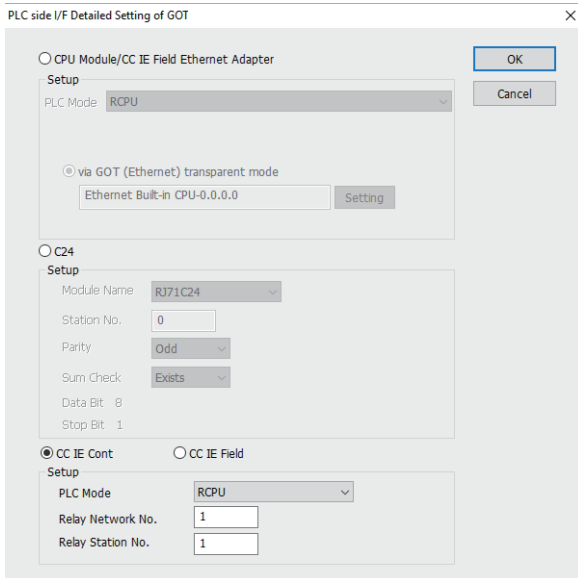 PLC side I/F Detailed Setting of GOT
CPU Module/CC IE Field Ethernet Adapter
OK
Setup
Cancel
PLC Mode RCPU
via GOT (Ethernet) transparent mode
Ethernet Built-in CPU-0.0.0.0 Setting
C24
Setup
Module Name RJ71C24
Station No. 0
Parity Odd
Sum Check Exists
Data Bit 8
Stop Bit 1
CC IE Cont CC IE Field
Setup
PLC Mode RCPU
Relay Network No. 1
Relay Station No. 1